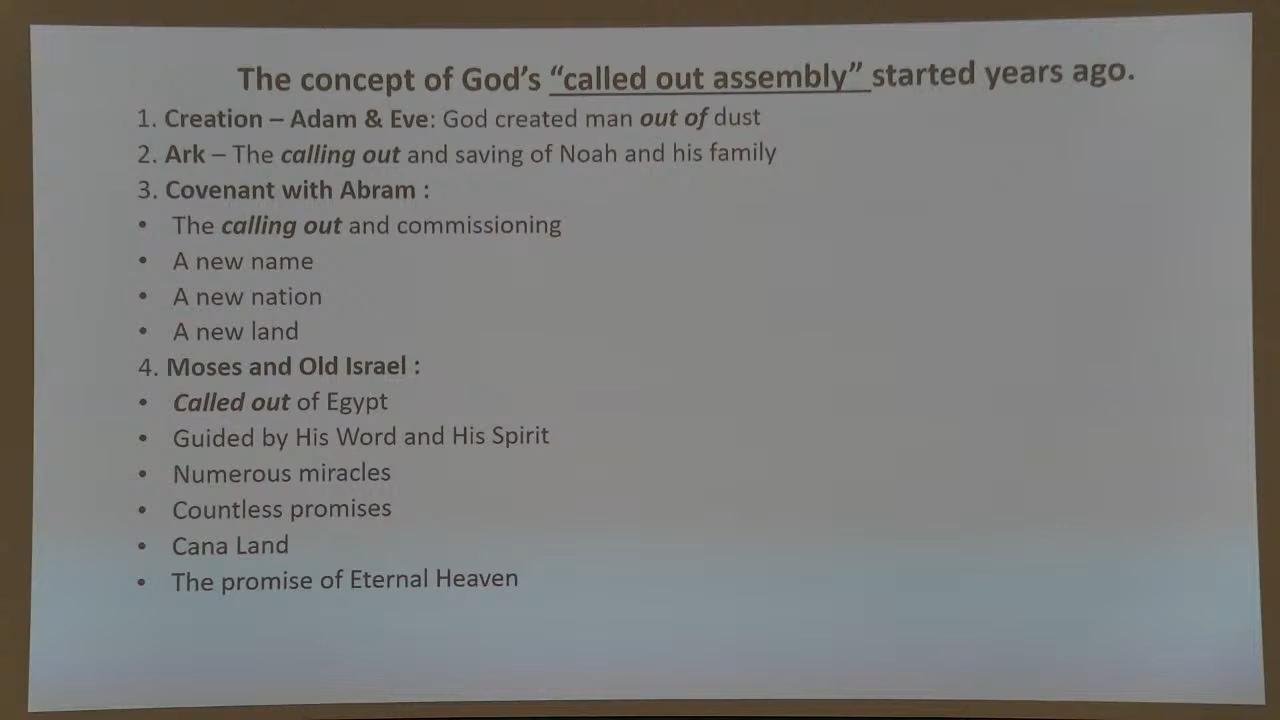 The concept of God’s “called out assembly” started years ago.
1. Creation – Adam & Eve: God created man out of dust
2. Ark – The calling out and saving of Noah and his family
3. Covenant with Abram :
• The calling out and commissioning
• A new name
• A new nation
• A new land
4. Moses and Old Israel :
• Called out of Egypt
• Guided by His Word and His Spirit
• Numerous miracles
• Countless promises
• Cana Land
• The promise of Eternal Heaven